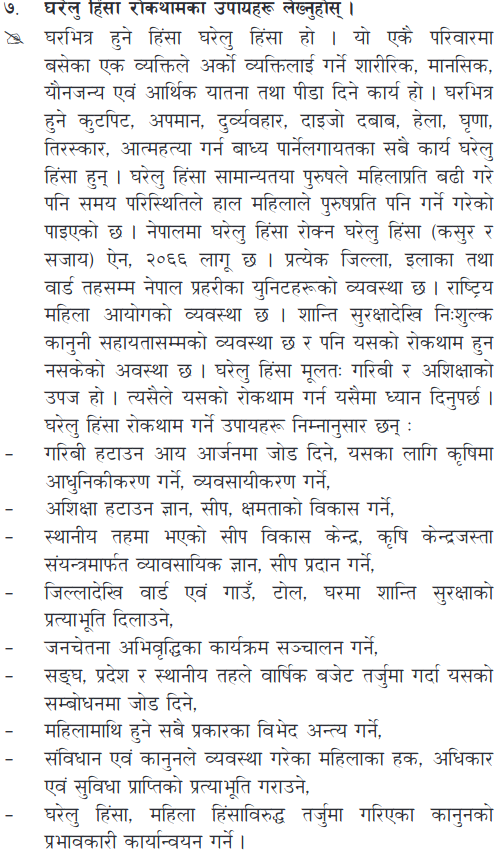 ७. घरेलु हिंसा रोकथामका उपायहरू लेख्नुहोस् ।
घरभित्र हुने हिंसा घरेलु हिंसा हो । यो एकै परिवारमा
बसेका एक व्यक्तिले अर्को व्यक्तिलाई गर्ने शारीरिक, मानसिक,
यौनजन्य एवं आर्थिक यातना तथा पीडा दिने कार्य हो । घरभित्र
हुने कुटपिट, अपमान, दुर्व्यवहार, दाइजो दबाब, हेला, घृणा,
तिरस्कार, आत्महत्या गर्न बाध्य पार्नेलगायतका सबै कार्य घरेलु
हिंसा हुन् । घरेलु हिंसा सामान्यतया पुरुषले महिलाप्रति बढी गरे
पनि समय परिस्थितिले हाल महिलाले पुरुषप्रति पनि गर्ने गरेको
पाइएको छ । नेपालमा घरेलु हिंसा रोक्न घरेलु हिंसा (कसुर र
सजाय) ऐन, २०६६ लागू छ । प्रत्येक जिल्ला, इलाका तथा
वार्ड तहसम्म नेपाल प्रहरीका युनिटहरूको व्यवस्था छ । राष्ट्रिय
महिला आयोगको व्यवस्था छ । शान्ति सुरक्षादेखि निःशुल्क
कानुनी सहायतासम्मको व्यवस्था छ र पनि यसको रोकथाम हुन
नसकेको अवस्था छ । घरेलु हिंसा मूलतः गरिबी र अशिक्षाको
उपज हो । त्यसैले यसको रोकथाम गर्न यसैमा ध्यान दिनुपर्छ ।
घरेलु हिंसा रोकथाम गर्ने उपायहरू निम्नानुसार छन् :
– गरिबी हटाउन आय आर्जनमा जोड दिने, यसका लागि कृषिमा
आधुनिकीकरण गर्ने, व्यवसायीकरण गर्ने,
– अशिक्षा हटाउन ज्ञान, सीप, क्षमताको विकास गर्ने,
– स्थानीय तहमा भएको सीप विकास केन्द्र, कृषि केन्द्रजस्ता
संयन्त्रमार्फत व्यावसायिक ज्ञान, सीप प्रदान गर्ने,
– जिल्लादेखि वार्ड एवं गाउँ, टोल, घरमा शान्ति सुरक्षाको
प्रत्याभूति दिलाउने,
– जनचेतना अभिवृद्धिका कार्यक्रम सञ्चालन गर्ने,
– सङ्घ, प्रदेश र स्थानीय तहले वार्षिक बजेट तर्जुमा गर्दा यसको
सम्बोधनमा जोड दिने,
– महिलामाथि हुने सबै प्रकारका विभेद अन्त्य गर्ने,
– संविधान एवं कानुनले व्यवस्था गरेका महिलाका हक, अधिकार
एवं सुविधा प्राप्तिको प्रत्याभूति गराउने,
– घरेलु हिंसा, महिला हिंसाविरुद्ध तर्जुमा गरिएका कानुनको
प्रभावकारी कार्यान्वयन गर्ने ।